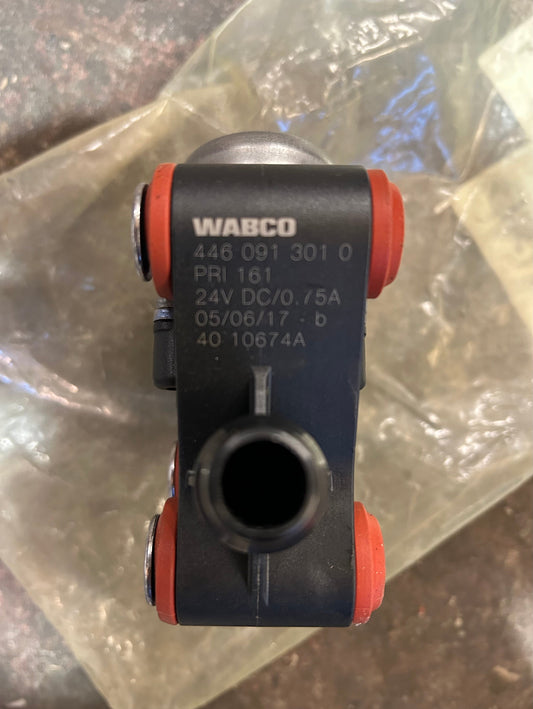 WABCO
446 091 301 0
PRI 161
24V DC/0.75A
05/06/17 - b
40 10674A